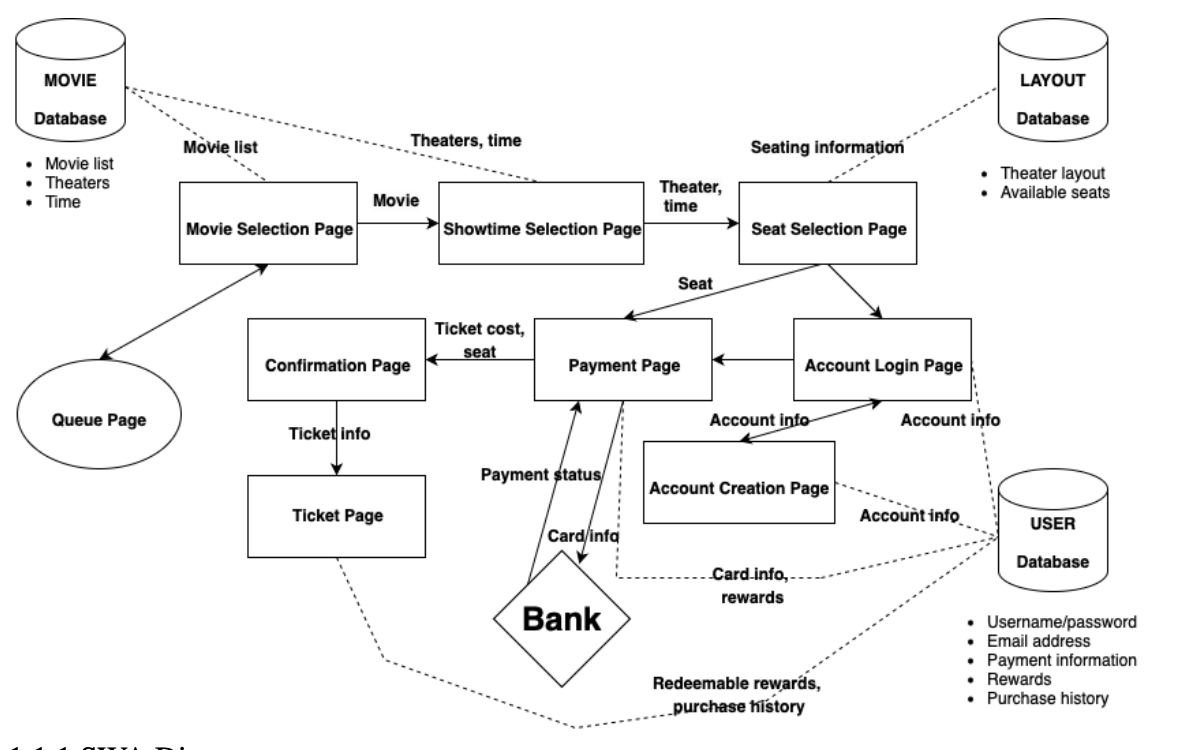 MOVIE
Database
• Movie list
• Theaters
• Time
LAYOUT
Database
• Theater layout
• Available seats
Movie list
Theaters, time
Seating information
Movie Selection Page
Movie
Showtime Selection Page
Theater,
time
Seat Selection Page
Seat
Queue Page
Confirmation Page
Ticket cost,
seat
Payment Page
Account Login Page
Ticket info
Account info
Account info
Ticket Page
Payment status
Card info
Account Creation Page
Account info
Bank
Card info,
rewards
Redeemable rewards,
purchase history
USER
Database
• Username/password
• Email address
• Payment information
• Rewards
• Purchase history